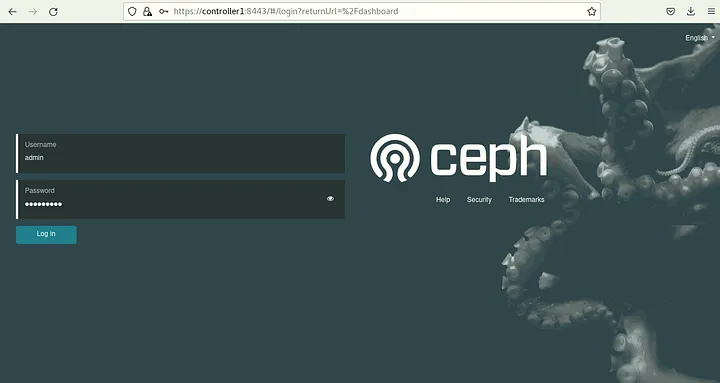 https://controller1:8443/#/login?returnUrl=%2Fdashboard
English
Username
admin
ceph
Password
•••••••••
Help Security Trademarks
Log in